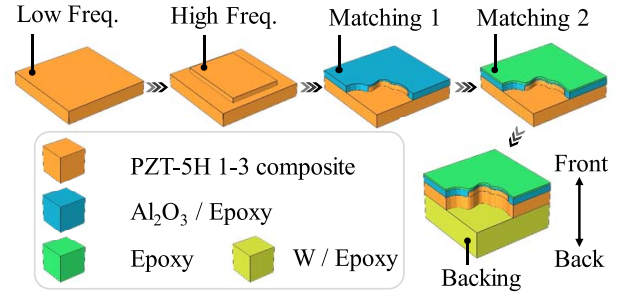 Low Freq.
High Freq.
Matching 1
Matching 2
PZT-5H 1-3 composite
Al₂O₃ / Epoxy
Epoxy
W / Epoxy
Front
Back
Backing